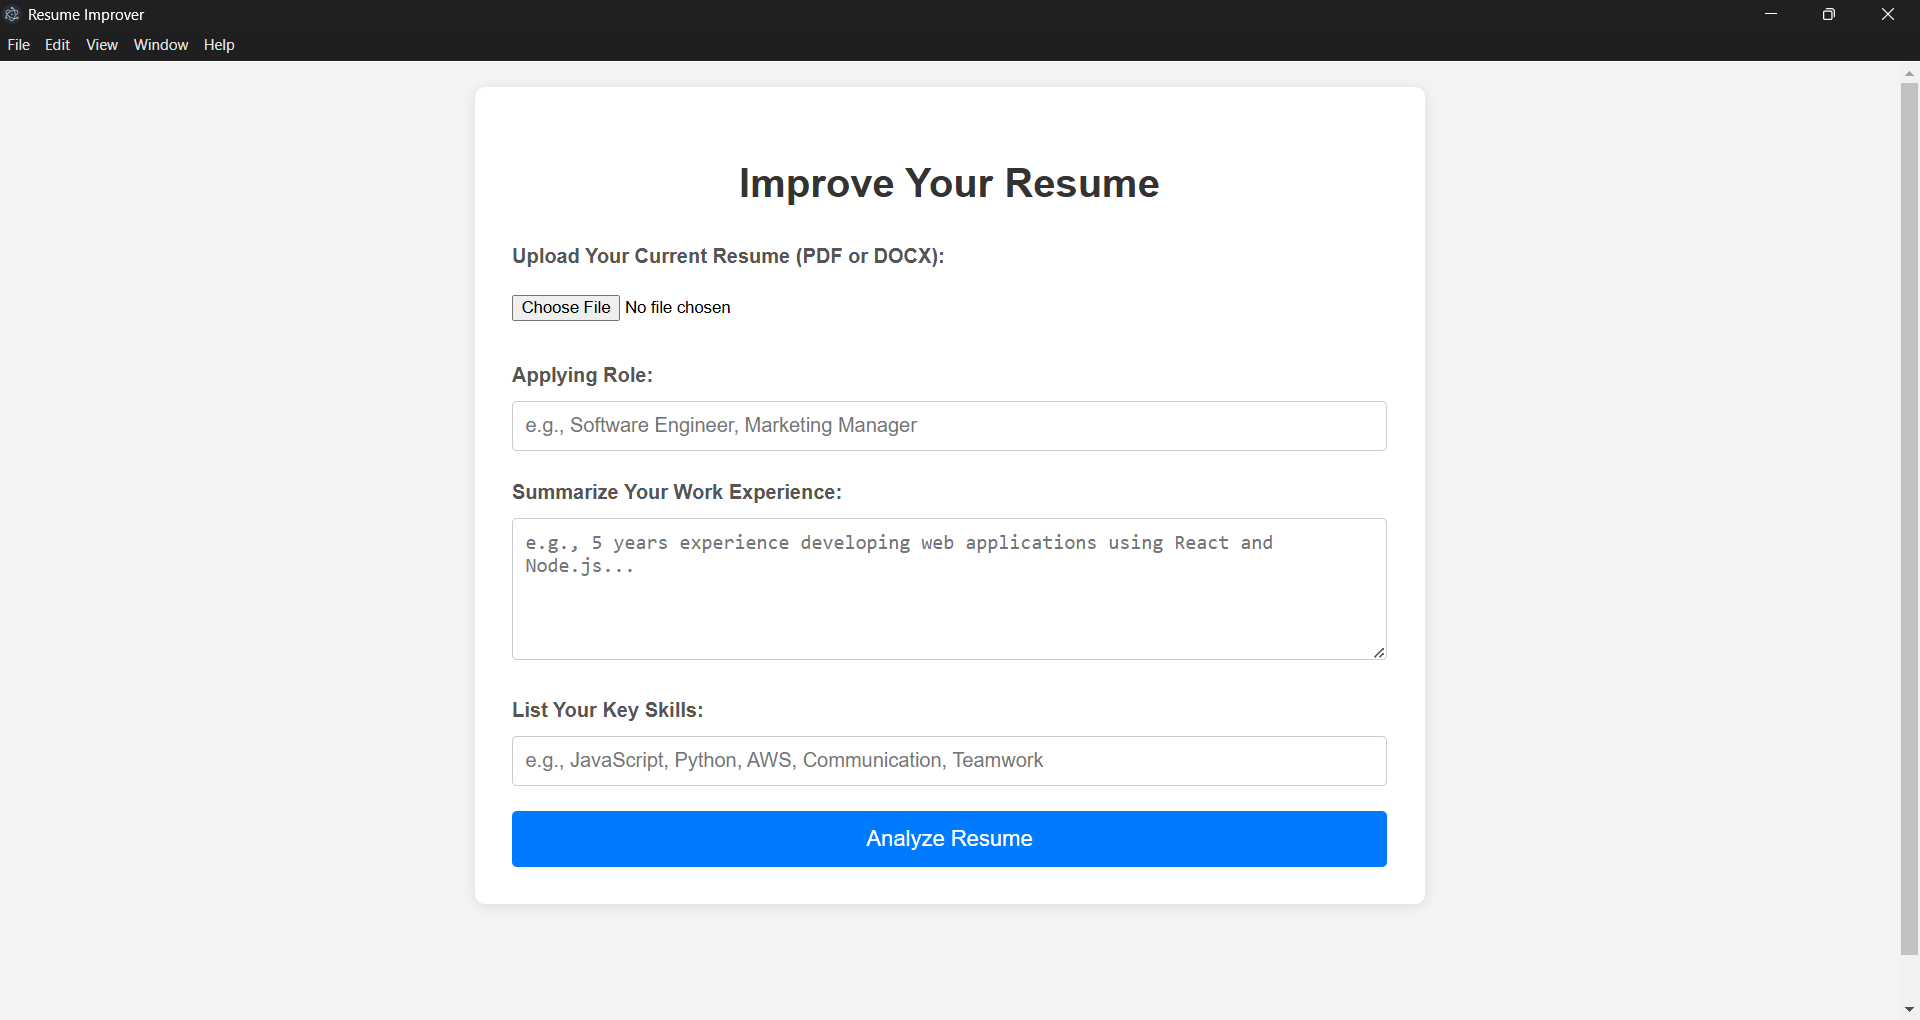 Resume Improver
File Edit View Window Help
Improve Your Resume
Upload Your Current Resume (PDF or DOCX):
Choose File No file chosen
Applying Role:
e.g., Software Engineer, Marketing Manager
Summarize Your Work Experience:
e.g., 5 years experience developing web applications using React and
Node.js...
List Your Key Skills:
e.g., JavaScript, Python, AWS, Communication, Teamwork
Analyze Resume